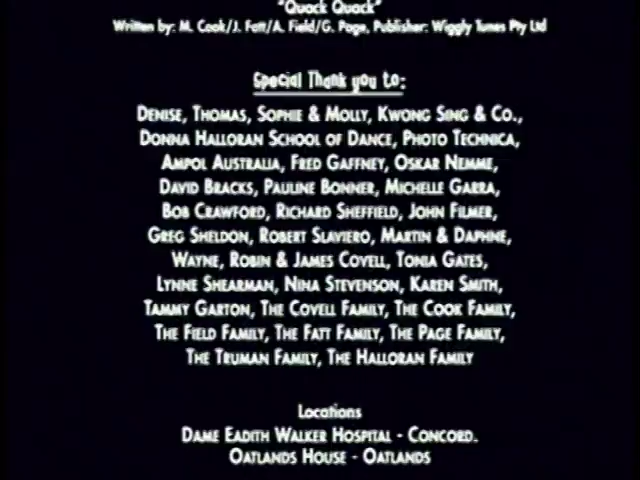 "Quack Quack"
Written by: M. Cook/J. Fatt/A. Field/G. Page, Publisher: Wiggly Tunes Pty Ltd
Special Thank you to:
DENISE, THOMAS, SOPHIE & MOLLY, KWONG SING & CO.,
DONNA HALLORAN SCHOOL OF DANCE, PHOTO TECHNICA,
AMPOL AUSTRALIA, FRED GAFFNEY, OSKAR NEMME,
DAVID BRACKS, PAULINE BONNER, MICHELLE GARRA,
BOB CRAWFORD, RICHARD SHEFFIELD, JOHN FILMER,
GREG SHELDON, ROBERT SLAVIERO, MARTIN & DAPHNE,
WAYNE, ROBIN & JAMES COVELL, TONIA GATES,
LYNNE SHEARMAN, NINA STEVENSON, KAREN SMITH,
TAMMY GARTON, THE COVELL FAMILY, THE COOK FAMILY,
THE FIELD FAMILY, THE FATT FAMILY, THE PAGE FAMILY,
THE TRUMAN FAMILY, THE HALLORAN FAMILY
Locations
DAME EADITH WALKER HOSPITAL - CONCORD.
OATLANDS HOUSE - OATLANDS